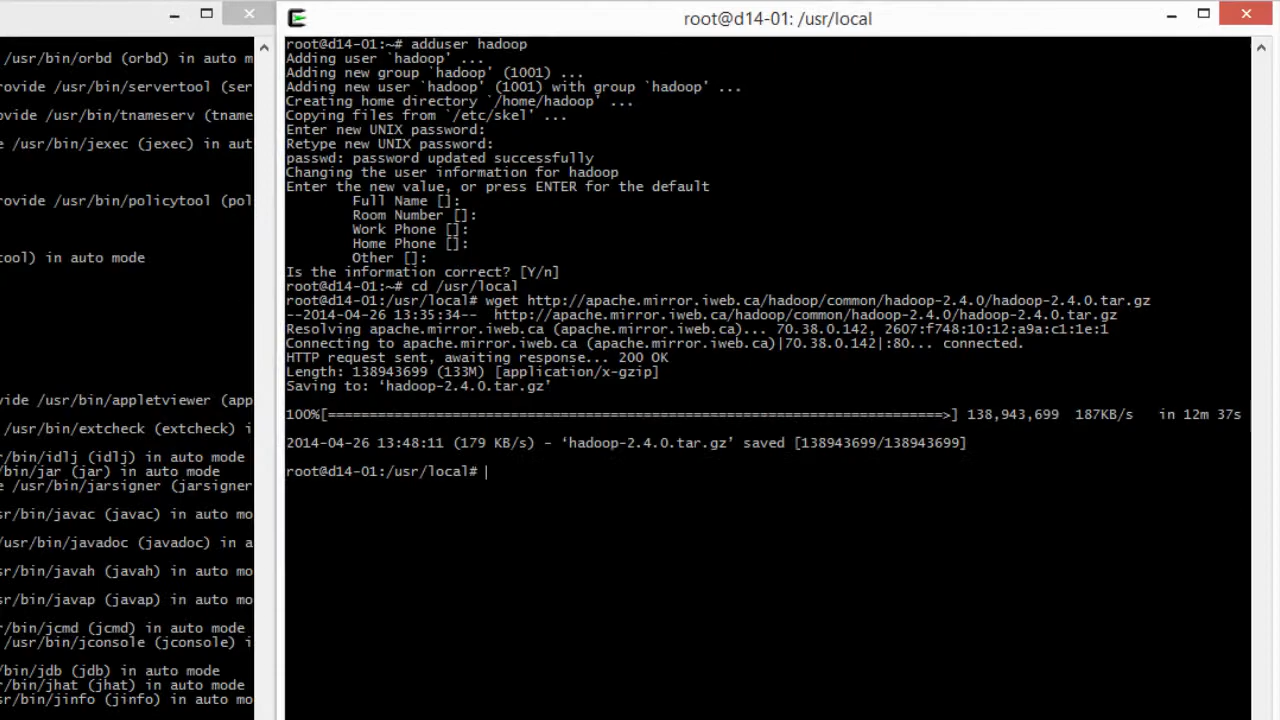 /usr/bin/orbd (orbd) in auto m
rovide /usr/bin/servertool (ser
rovide /usr/bin/tnameserv (tname
e /usr/bin/jexec (jexec) in aut
rovide /usr/bin/policytool (pol
tool) in auto mode
vide /usr/bin/appletviewer (app
/usr/bin/extcheck (extcheck) i
/bin/idlj (idlj) in auto mode
/bin/jar (jar) in auto mode
e /usr/bin/jarsigner (jarsigner
sr/bin/javac (javac) in auto mo
/usr/bin/javadoc (javadoc) in a
sr/bin/javah (javah) in auto mo
sr/bin/javap (javap) in auto mo
r/bin/jcmd (jcmd) in auto mode
/usr/bin/jconsole (jconsole) i
/bin/jdb (jdb) in auto mode
r/bin/jhat (jhat) in auto mode
sr/bin/jinfo (jinfo) in auto mo
root@d14-01: /usr/local
root@d14-01:~# adduser hadoop
Adding user `hadoop' ...
Adding new group `hadoop' (1001) ...
Adding new user `hadoop' (1001) with group `hadoop' ...
Creating home directory `/home/hadoop' ...
Copying files from `/etc/skel' ...
Enter new UNIX password:
Retype new UNIX password:
passwd: password updated successfully
Changing the user information for hadoop
Enter the new value, or press ENTER for the default
Full Name []:
Room Number []:
Work Phone []:
Home Phone []:
Other []:
Is the information correct? [Y/n]
root@d14-01:~# cd /usr/local
root@d14-01:/usr/local# wget http://apache.mirror.iweb.ca/hadoop/common/hadoop-2.4.0/hadoop-2.4.0.tar.gz
--2014-04-26 13:35:34--  http://apache.mirror.iweb.ca/hadoop/common/hadoop-2.4.0/hadoop-2.4.0.tar.gz
Resolving apache.mirror.iweb.ca (apache.mirror.iweb.ca)... 70.38.0.142, 2607:f748:10:12:a9a:c1:1e:1
Connecting to apache.mirror.iweb.ca (apache.mirror.iweb.ca)|70.38.0.142|:80... connected.
HTTP request sent, awaiting response... 200 OK
Length: 138943699 (133M) [application/x-gzip]
Saving to: ‘hadoop-2.4.0.tar.gz’
100%[==========================================================================>] 138,943,699  187KB/s   in 12m 37s
2014-04-26 13:48:11 (179 KB/s) - ‘hadoop-2.4.0.tar.gz’ saved [138943699/138943699]
root@d14-01:/usr/local#